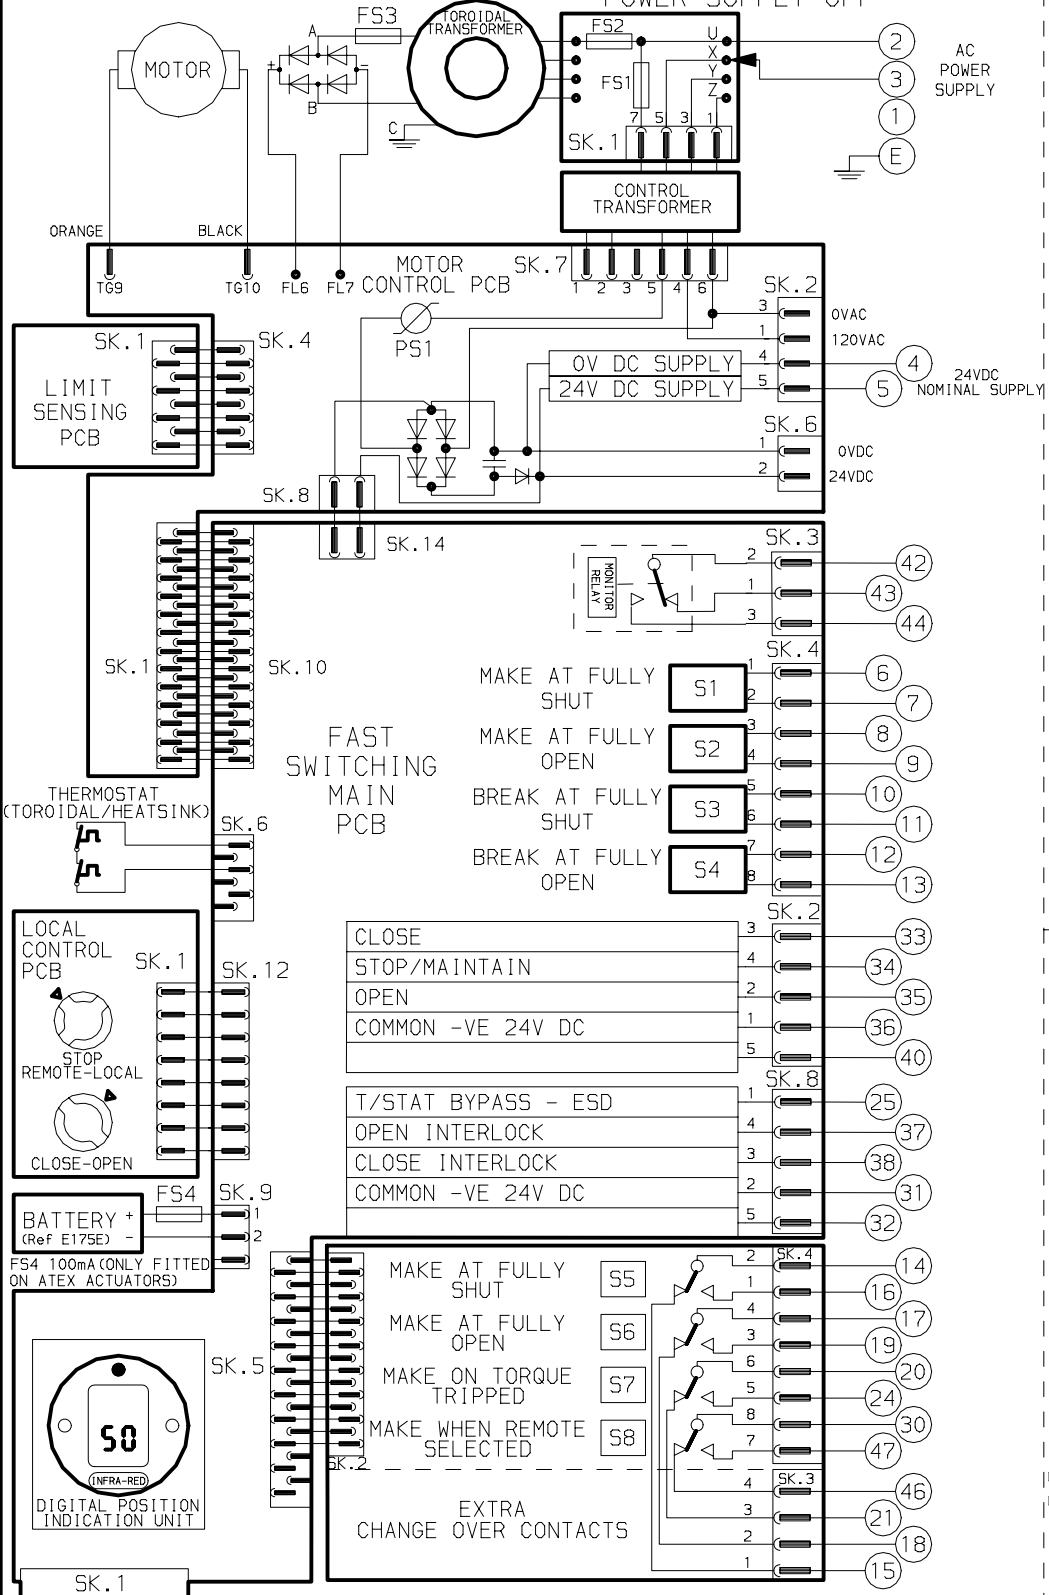 POWER SUPPLY OFF
FS3
TOROIDAL
TRANSFORMER
FS2
MOTOR
A
+
-
B
C
U
X
Y
Z
FS1
7 5 3 1
SK.1
2
3
1
E
AC
POWER
SUPPLY
CONTROL
TRANSFORMER
ORANGE
BLACK
TG9
TG10
FL6
FL7
MOTOR
CONTROL PCB
SK.7
1 2 3 5 4 6
SK.2
3
0VAC
1
120VAC
PS1
0V DC SUPPLY
4
4
24V DC SUPPLY
5
5
24VDC
NOMINAL SUPPLY
SK.1
SK.4
LIMIT
SENSING
PCB
SK.6
1
0VDC
2
24VDC
SK.8
SK.14
SK.3
MONITOR
RELAY
2
42
1
43
3
44
SK.1
SK.10
FAST
SWITCHING
MAIN
PCB
SK.4
MAKE AT FULLY
SHUT
S1
1
6
2
7
MAKE AT FULLY
OPEN
S2
3
8
4
9
BREAK AT FULLY
SHUT
S3
5
10
6
11
BREAK AT FULLY
OPEN
S4
7
12
8
13
THERMOSTAT
(TOROIDAL/HEATSINK)
SK.6
SK.2
CLOSE
3
33
STOP/MAINTAIN
4
34
OPEN
2
35
COMMON -VE 24V DC
1
36
5
40
LOCAL
CONTROL
PCB
SK.1
SK.12
STOP
REMOTE-LOCAL
CLOSE-OPEN
SK.8
T/STAT BYPASS - ESD
1
25
OPEN INTERLOCK
4
37
CLOSE INTERLOCK
3
38
COMMON -VE 24V DC
2
31
5
32
FS4
SK.9
BATTERY +
(Ref E175E) -
1
2
FS4 100mA(ONLY FITTED
ON ATEX ACTUATORS)
SK.5
SK.2
SK.4
MAKE AT FULLY
SHUT
S5
2
14
1
16
MAKE AT FULLY
OPEN
S6
4
17
3
19
MAKE ON TORQUE
TRIPPED
S7
6
20
5
24
MAKE WHEN REMOTE
SELECTED
S8
8
30
7
47
SK.3
EXTRA
CHANGE OVER CONTACTS
4
46
3
21
2
18
1
15
50
INFRA-RED
DIGITAL POSITION
INDICATION UNIT
SK.1